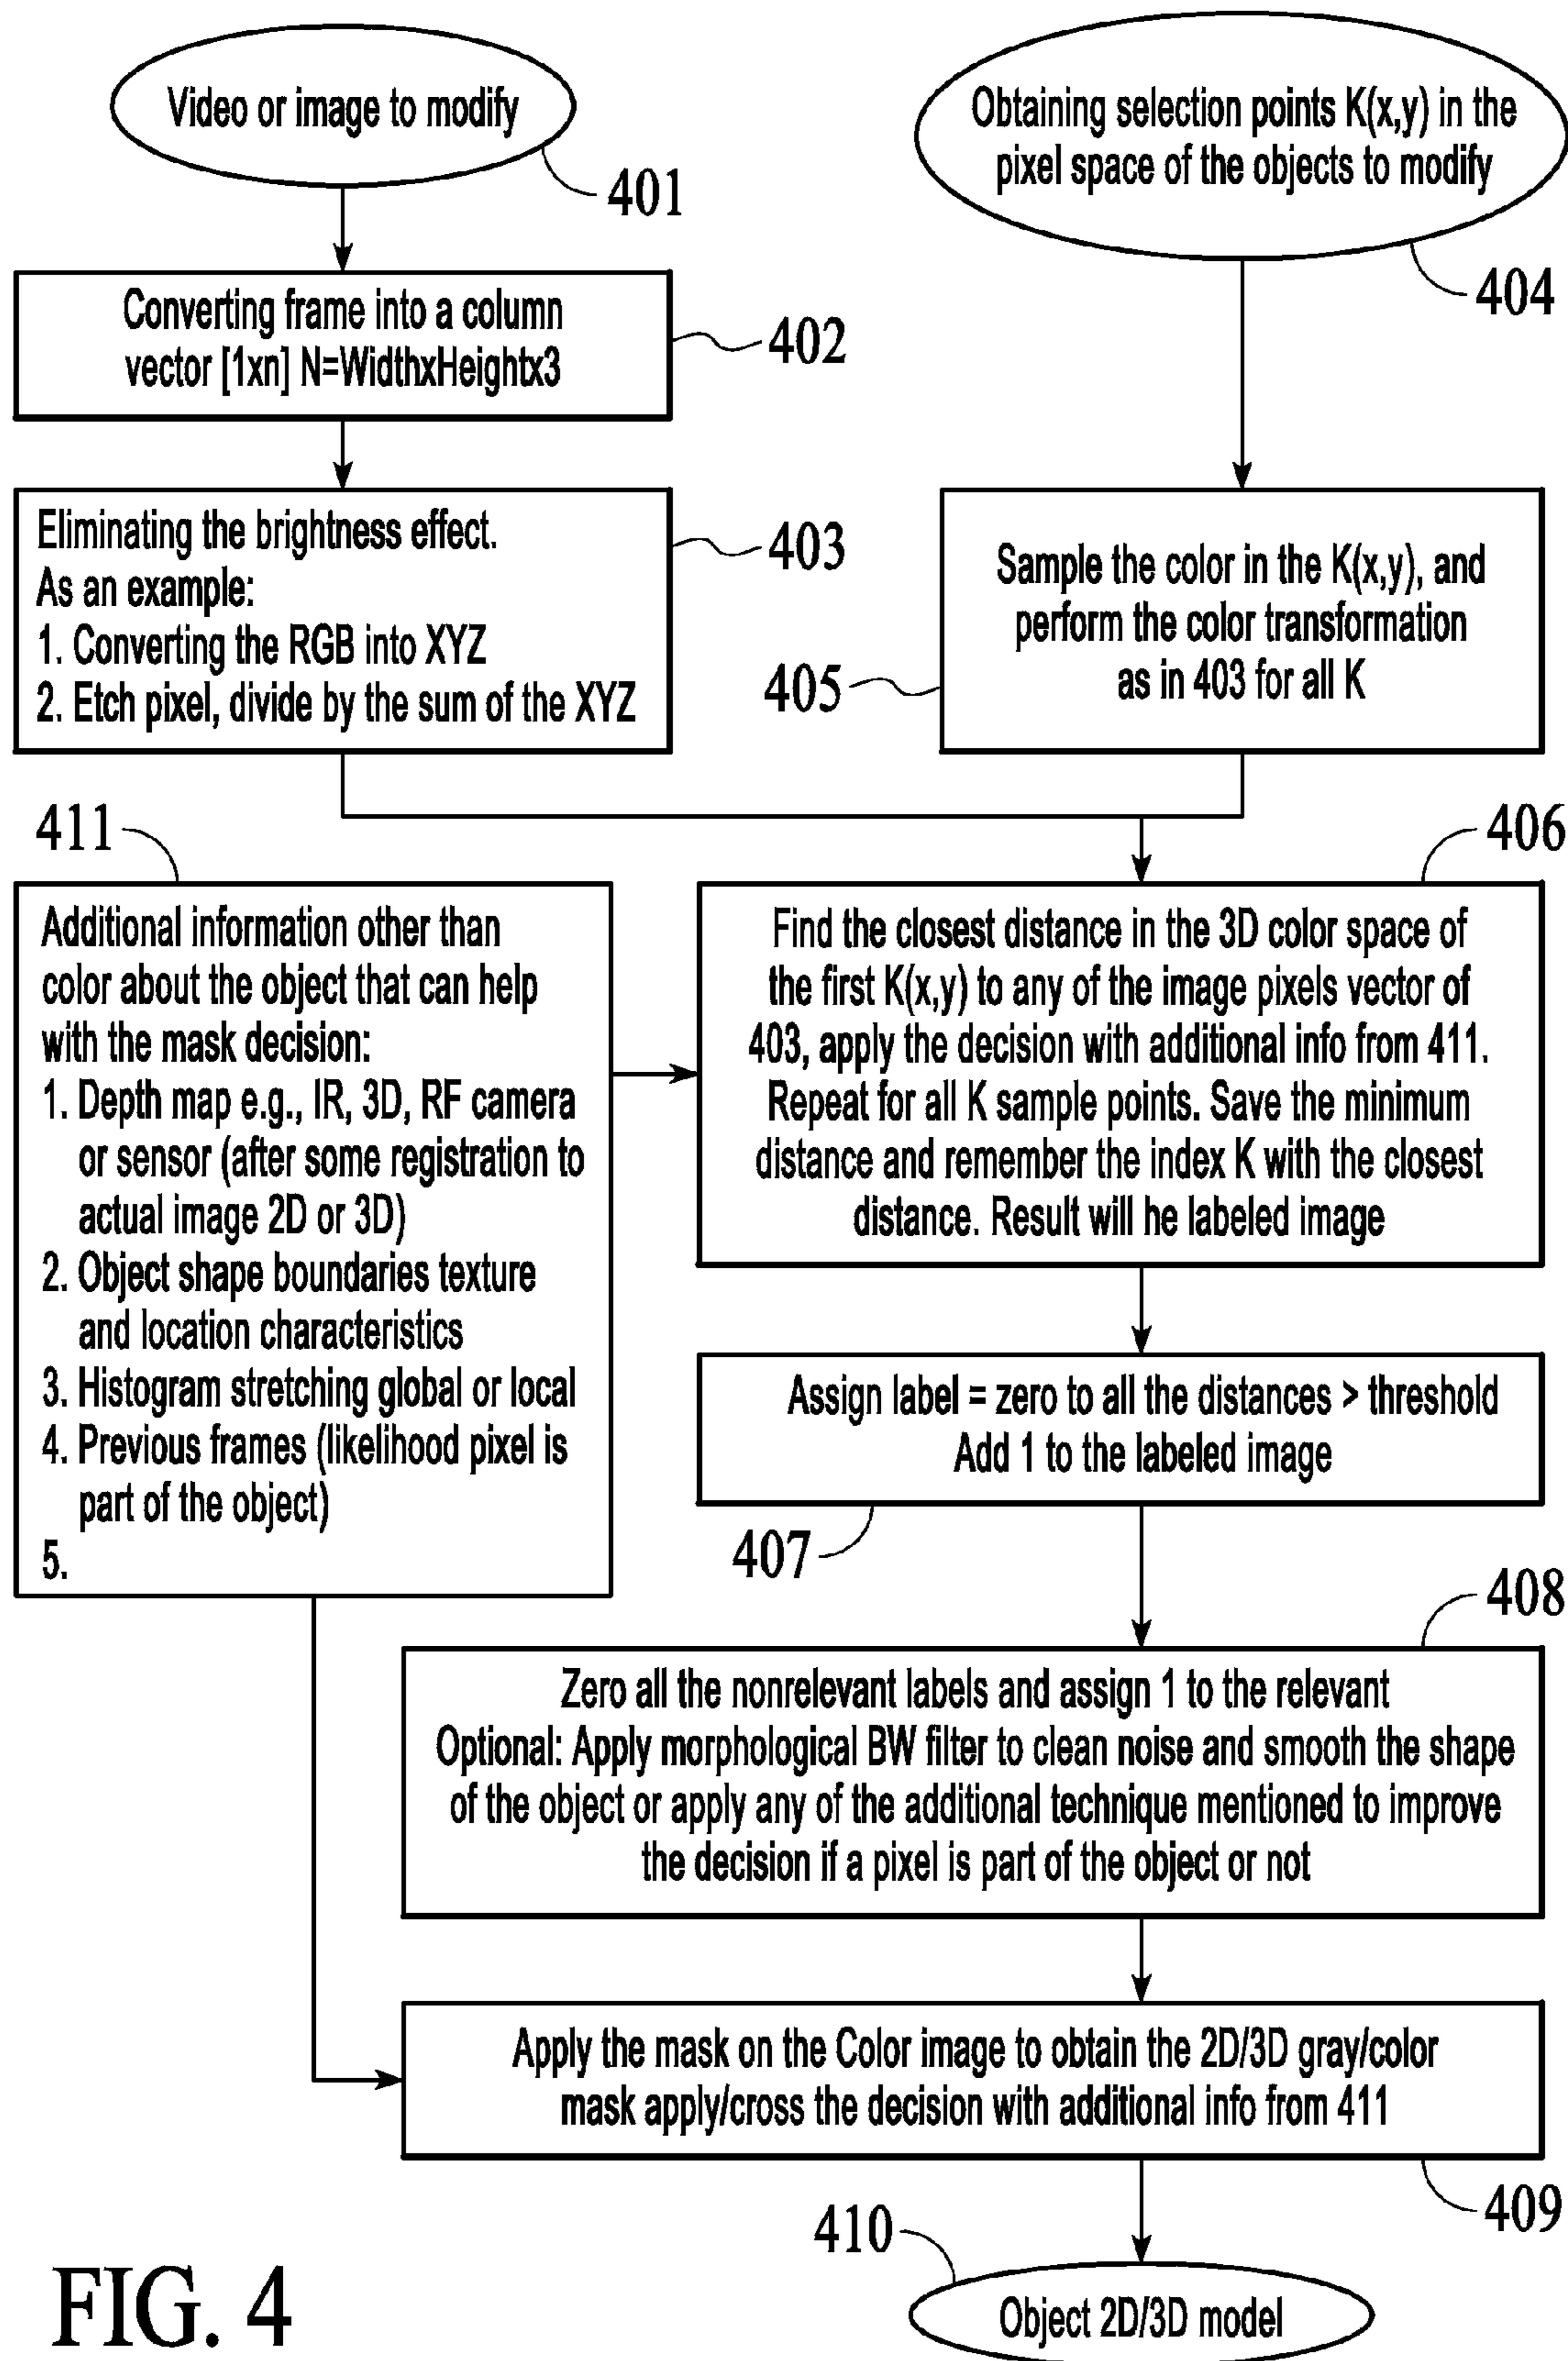 Video or image to modify
401
Converting frame into a column
vector [1xn] N=WidthxHeightx3
402
Eliminating the brightness effect.
As an example:
1. Converting the RGB into XYZ
2. Etch pixel, divide by the sum of the XYZ
403
Obtaining selection points K(x,y) in the
pixel space of the objects to modify
404
Sample the color in the K(x,y), and
perform the color transformation
as in 403 for all K
405
411
Additional information other than
color about the object that can help
with the mask decision:
1. Depth map e.g., IR, 3D, RF camera
or sensor (after some registration to
actual image 2D or 3D)
2. Object shape boundaries texture
and location characteristics
3. Histogram stretching global or local
4. Previous frames (likelihood pixel is
part of the object)
5.
406
Find the closest distance in the 3D color space of
the first K(x,y) to any of the image pixels vector of
403, apply the decision with additional info from 411.
Repeat for all K sample points. Save the minimum
distance and remember the index K with the closest
distance. Result will he labeled image
Assign label = zero to all the distances > threshold
Add 1 to the labeled image
407
408
Zero all the nonrelevant labels and assign 1 to the relevant
Optional: Apply morphological BW filter to clean noise and smooth the shape
of the object or apply any of the additional technique mentioned to improve
the decision if a pixel is part of the object or not
Apply the mask on the Color image to obtain the 2D/3D gray/color
mask apply/cross the decision with additional info from 411
409
410
Object 2D/3D model
FIG. 4